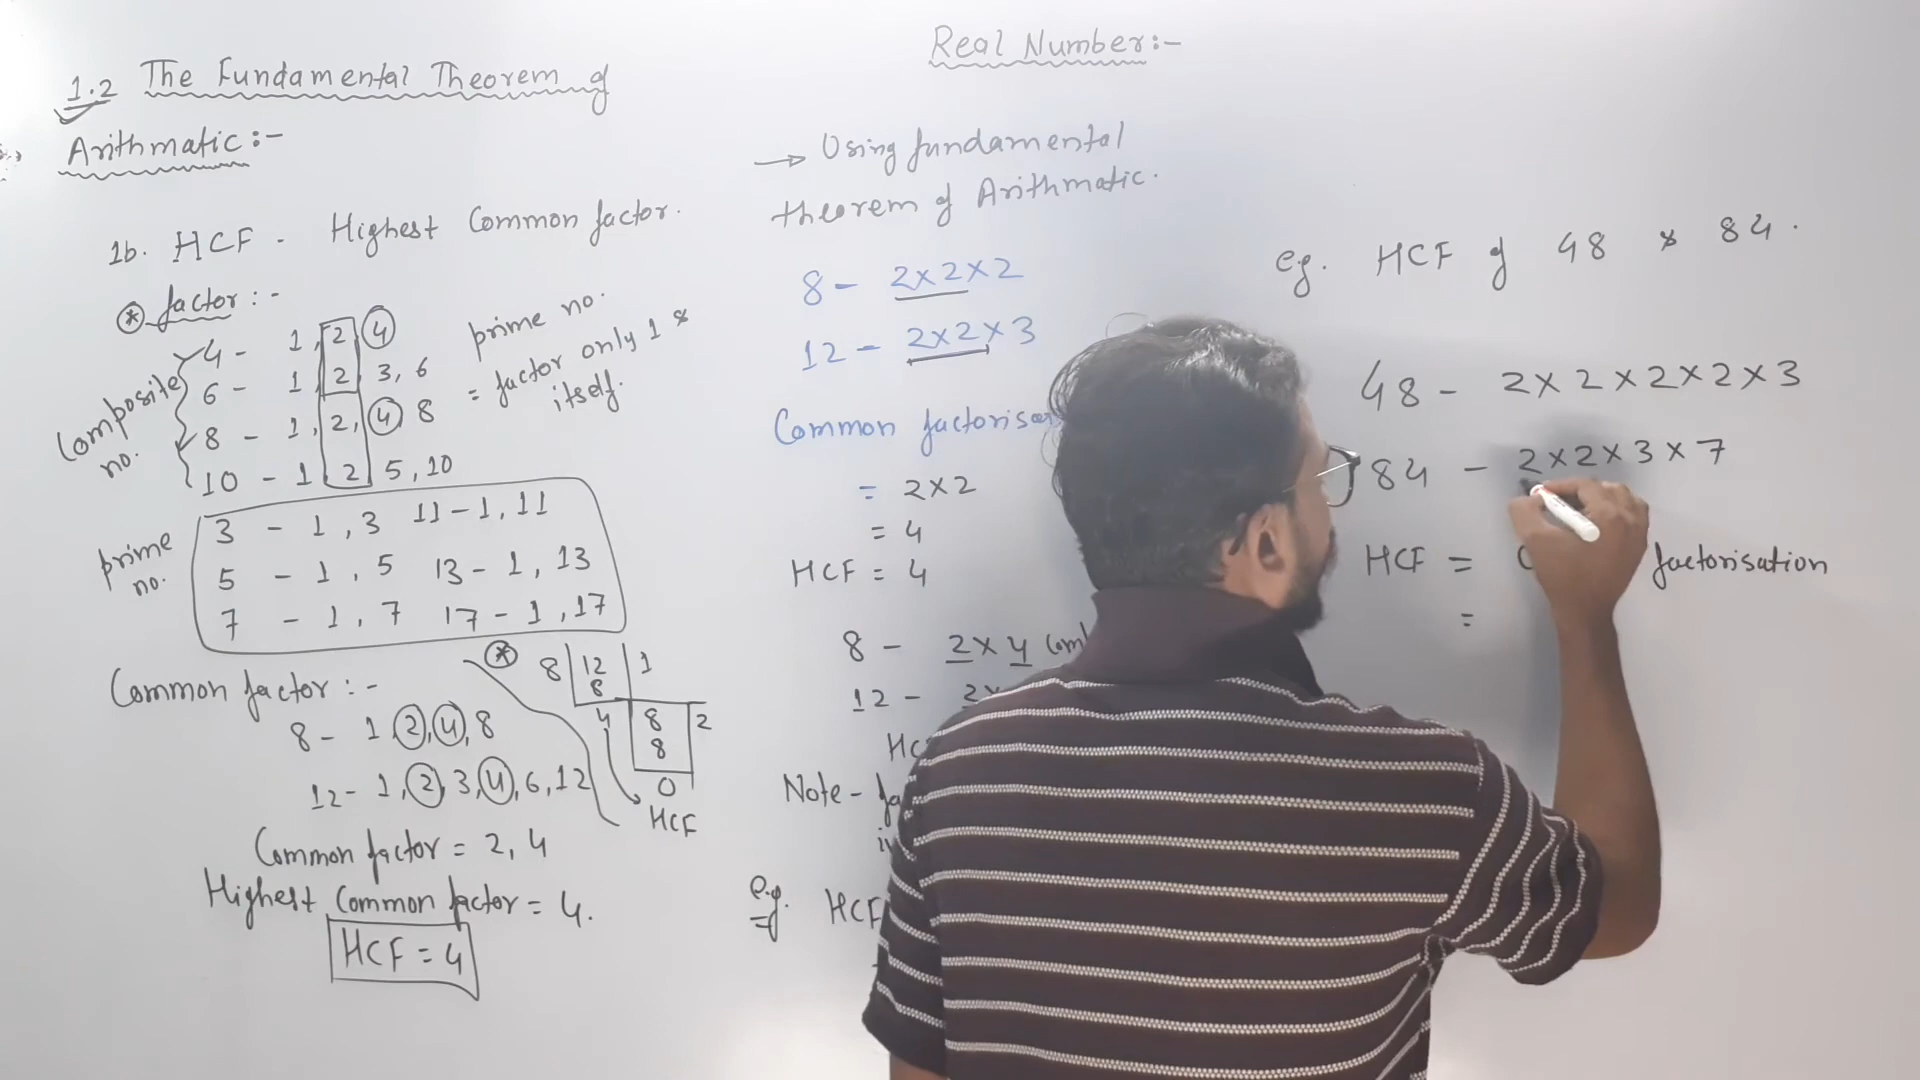 Real Number:-
1.2 The Fundamental Theorem of
Arithmatic:-
1b. HCF - Highest Common factor.
* factor:-
Composite no.
4 - 1, 2, 4
6 - 1, 2, 3, 6
8 - 1, 2, 4, 8
10 - 1, 2, 5, 10
prime no.
= factor only 1 &
itself.
prime no.
3 - 1, 3 11-1, 11
5 - 1, 5 13-1, 13
7 - 1, 7 17-1, 17
Common factor:-
8 - 1, 2, 4, 8
12- 1, 2, 3, 4, 6, 12
Common factor = 2, 4
Highest Common factor = 4.
HCF = 4
*
8 12 1
8
4 8 2
8
0
HCF
→ Using fundamental
theorem of Arithmatic.
8 - 2×2×2
12 - 2×2×3
Common
= 2×2
= 4
HCF = 4
8 - 2×4
12 - 2×
Note -
e.g. HCF
eg. HCF of 48 & 84.
48 - 2×2×2×2×3
84 - 2×2×3×7
HCF = factorisation
=